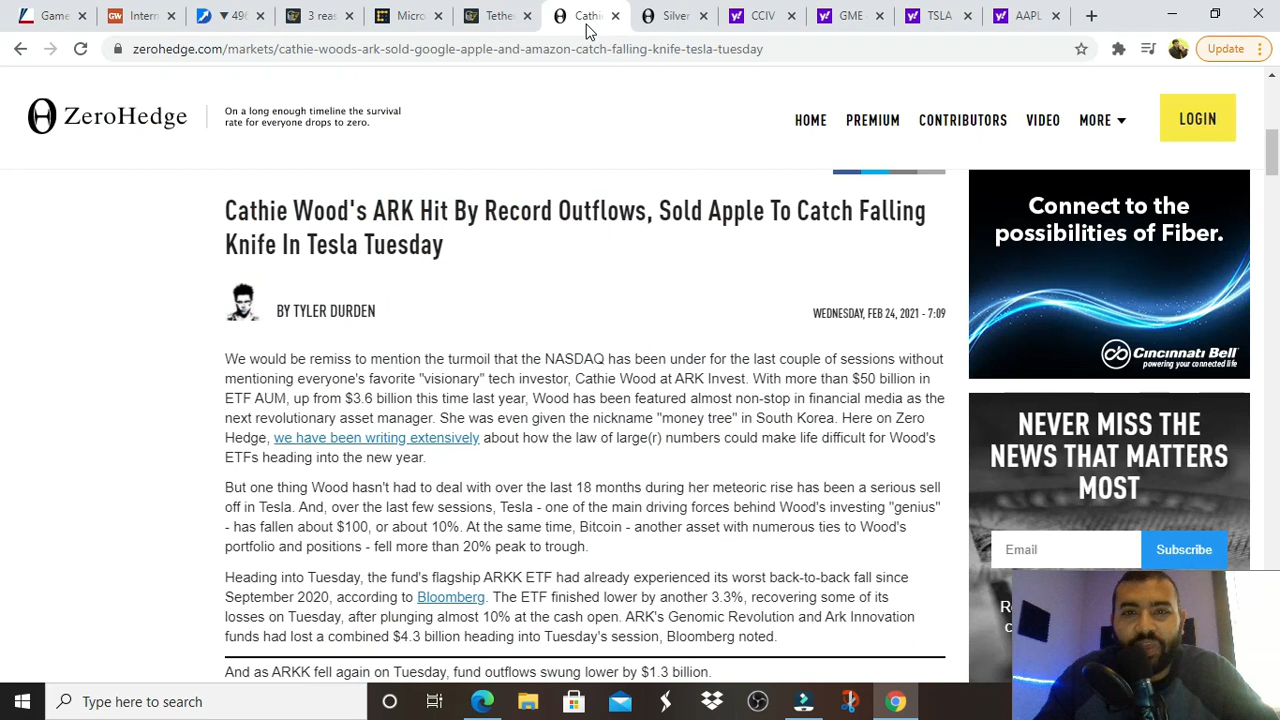 Game
Intern
▼ 496
3 reas
Micro
Tethe
Cathie
Silver
CCIV
GME
TSLA
AAPL
zerohedge.com/markets/cathie-woods-ark-sold-google-apple-and-amazon-catch-falling-knife-tesla-tuesday
Update
ZeroHedge
On a long enough timeline the survival
rate for everyone drops to zero.
HOME
PREMIUM
CONTRIBUTORS
VIDEO
MORE
LOGIN
Cathie Wood's ARK Hit By Record Outflows, Sold Apple To Catch Falling
Knife In Tesla Tuesday
BY TYLER DURDEN
WEDNESDAY, FEB 24, 2021 - 7:09
We would be remiss to mention the turmoil that the NASDAQ has been under for the last couple of sessions without
mentioning everyone's favorite "visionary" tech investor, Cathie Wood at ARK Invest. With more than $50 billion in
ETF AUM, up from $3.6 billion this time last year, Wood has been featured almost non-stop in financial media as the
next revolutionary asset manager. She was even given the nickname "money tree" in South Korea. Here on Zero
Hedge, we have been writing extensively about how the law of large(r) numbers could make life difficult for Wood's
ETFs heading into the new year.
But one thing Wood hasn't had to deal with over the last 18 months during her meteoric rise has been a serious sell
off in Tesla. And, over the last few sessions, Tesla - one of the main driving forces behind Wood's investing "genius"
- has fallen about $100, or about 10%. At the same time, Bitcoin - another asset with numerous ties to Wood's
portfolio and positions - fell more than 20% peak to trough.
Heading into Tuesday, the fund's flagship ARKK ETF had already experienced its worst back-to-back fall since
September 2020, according to Bloomberg. The ETF finished lower by another 3.3%, recovering some of its
losses on Tuesday, after plunging almost 10% at the cash open. ARK's Genomic Revolution and Ark Innovation
funds had lost a combined $4.3 billion heading into Tuesday's session, Bloomberg noted.
And as ARKK fell again on Tuesday, fund outflows swung lower by $1.3 billion.
Connect to the
possibilities of Fiber.
Cincinnati Bell
powering your connected life
NEVER MISS THE
NEWS THAT MATTERS
MOST
Email
Subscribe
Type here to search